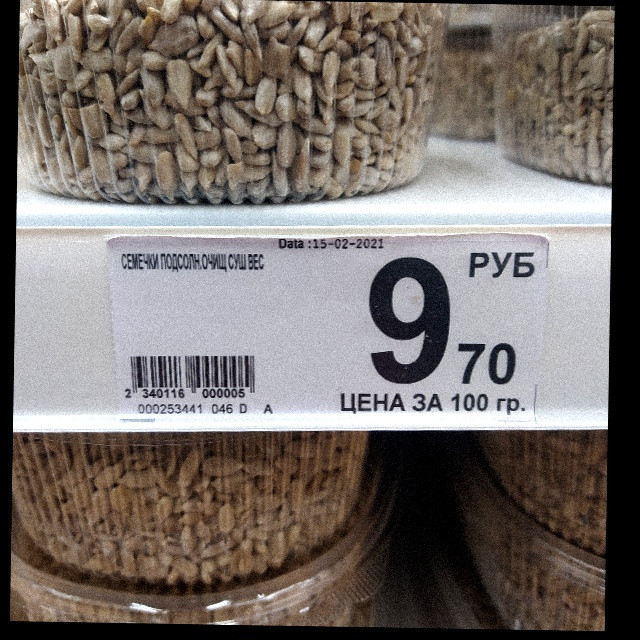 Data :15-02-2021
СЕМЕЧКИ ПОДСОЛН.ОЧИЩ СУШ ВЕС
РУБ
9 70
ЦЕНА ЗА 100 гр.
2 340116 000005
000253441 046 D A